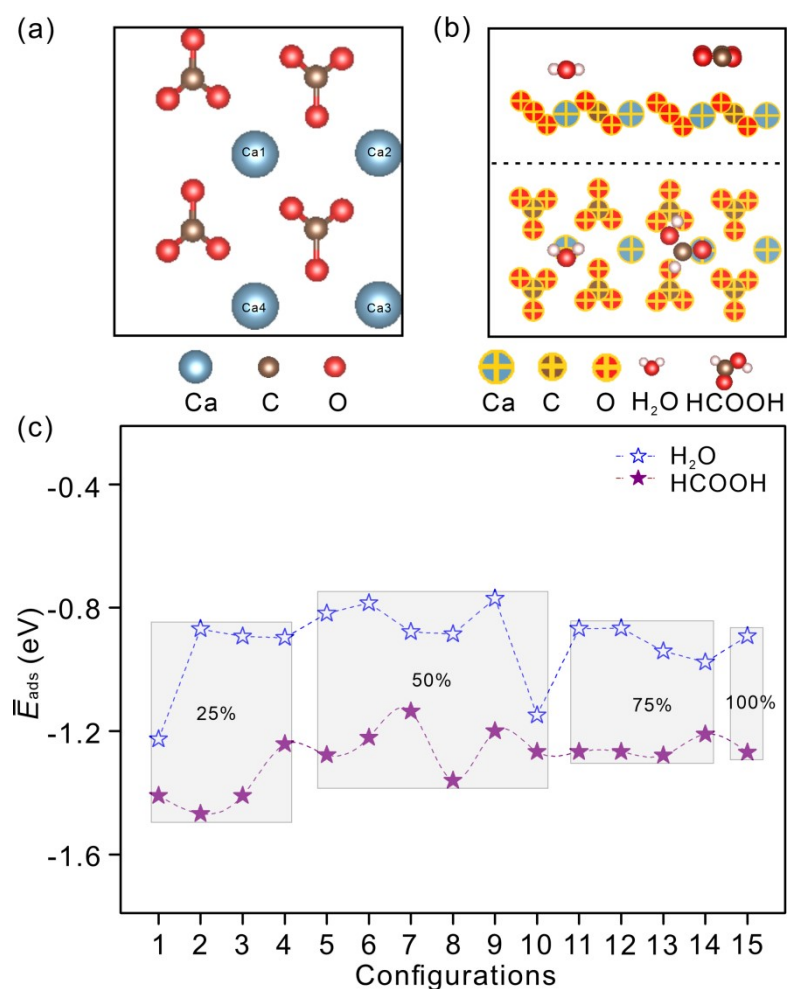 (a)
Ca1
Ca2
Ca4
Ca3
Ca C O
(b)
Ca C O H₂O HCOOH
(c)
H₂O
HCOOH
-0.4
-0.8
-1.2
-1.6
E̿ads (eV)
25%
50%
75%
100%
1 2 3 4 5 6 7 8 9 10 11 12 13 14 15
Configurations